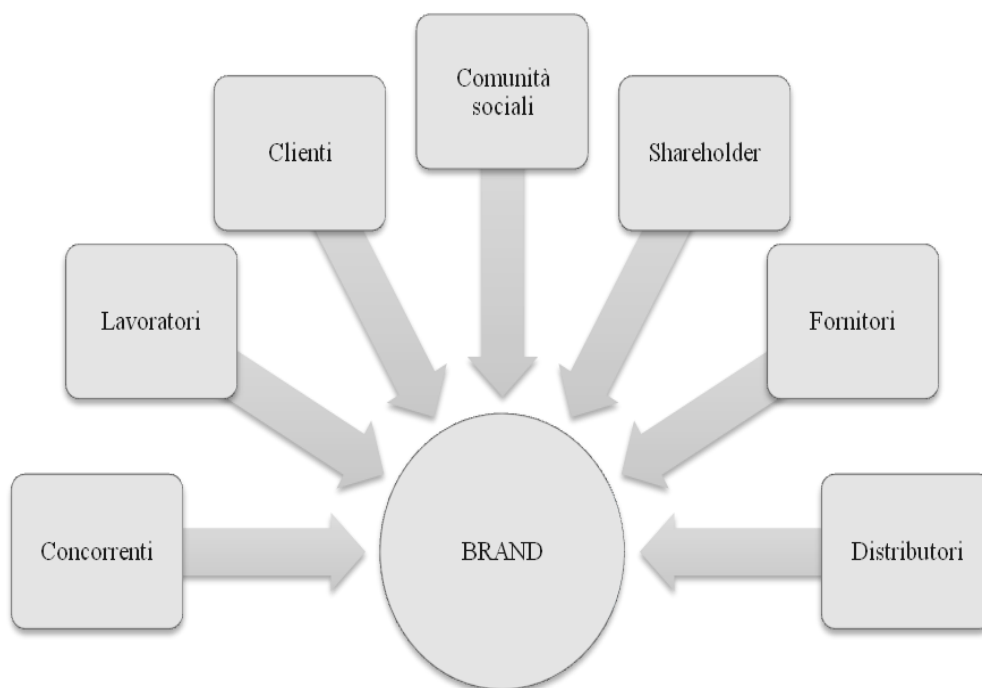 Comunità
sociali
Clienti
Shareholder
Lavoratori
Fornitori
Concorrenti
BRAND
Distributori